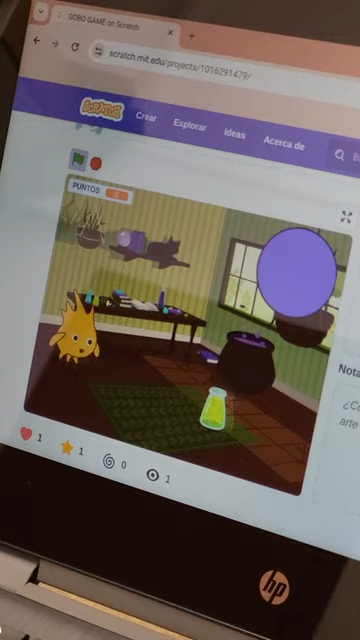 GOBO GAME on Scratch
scratch.mit.edu/projects/1016291479/
SCRATCH Crear Explorar Ideas Acerca de
PUNTOS
Nota
¿Co
arte
1 1 0 1
hp